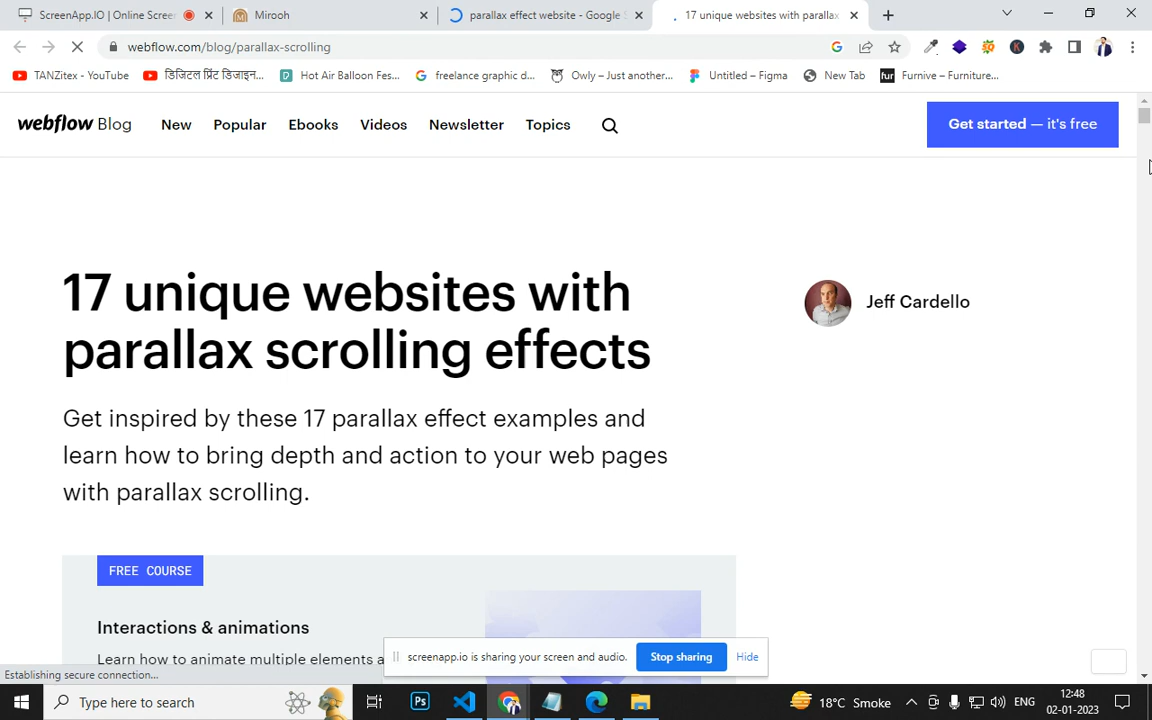 ScreenApp.IO | Online Scree
Mirooh
parallax effect website - Google
17 unique websites with parallax
webflow.com/blog/parallax-scrolling
TANZitex - YouTube
डिजिटल प्रिंट डिजाइन...
Hot Air Balloon Fes...
freelance graphic d...
Owly – Just another...
Untitled – Figma
New Tab
fur Furnive – Furniture...
webflow Blog
New
Popular
Ebooks
Videos
Newsletter
Topics
Get started — it's free
17 unique websites with
parallax scrolling effects
Jeff Cardello
Get inspired by these 17 parallax effect examples and
learn how to bring depth and action to your web pages
with parallax scrolling.
FREE COURSE
Interactions & animations
Learn how to animate multiple elements a
screenapp.io is sharing your screen and audio.
Stop sharing
Hide
Establishing secure connection...
Type here to search
Ps
18°C Smoke
ENG
12:48
02-01-2023